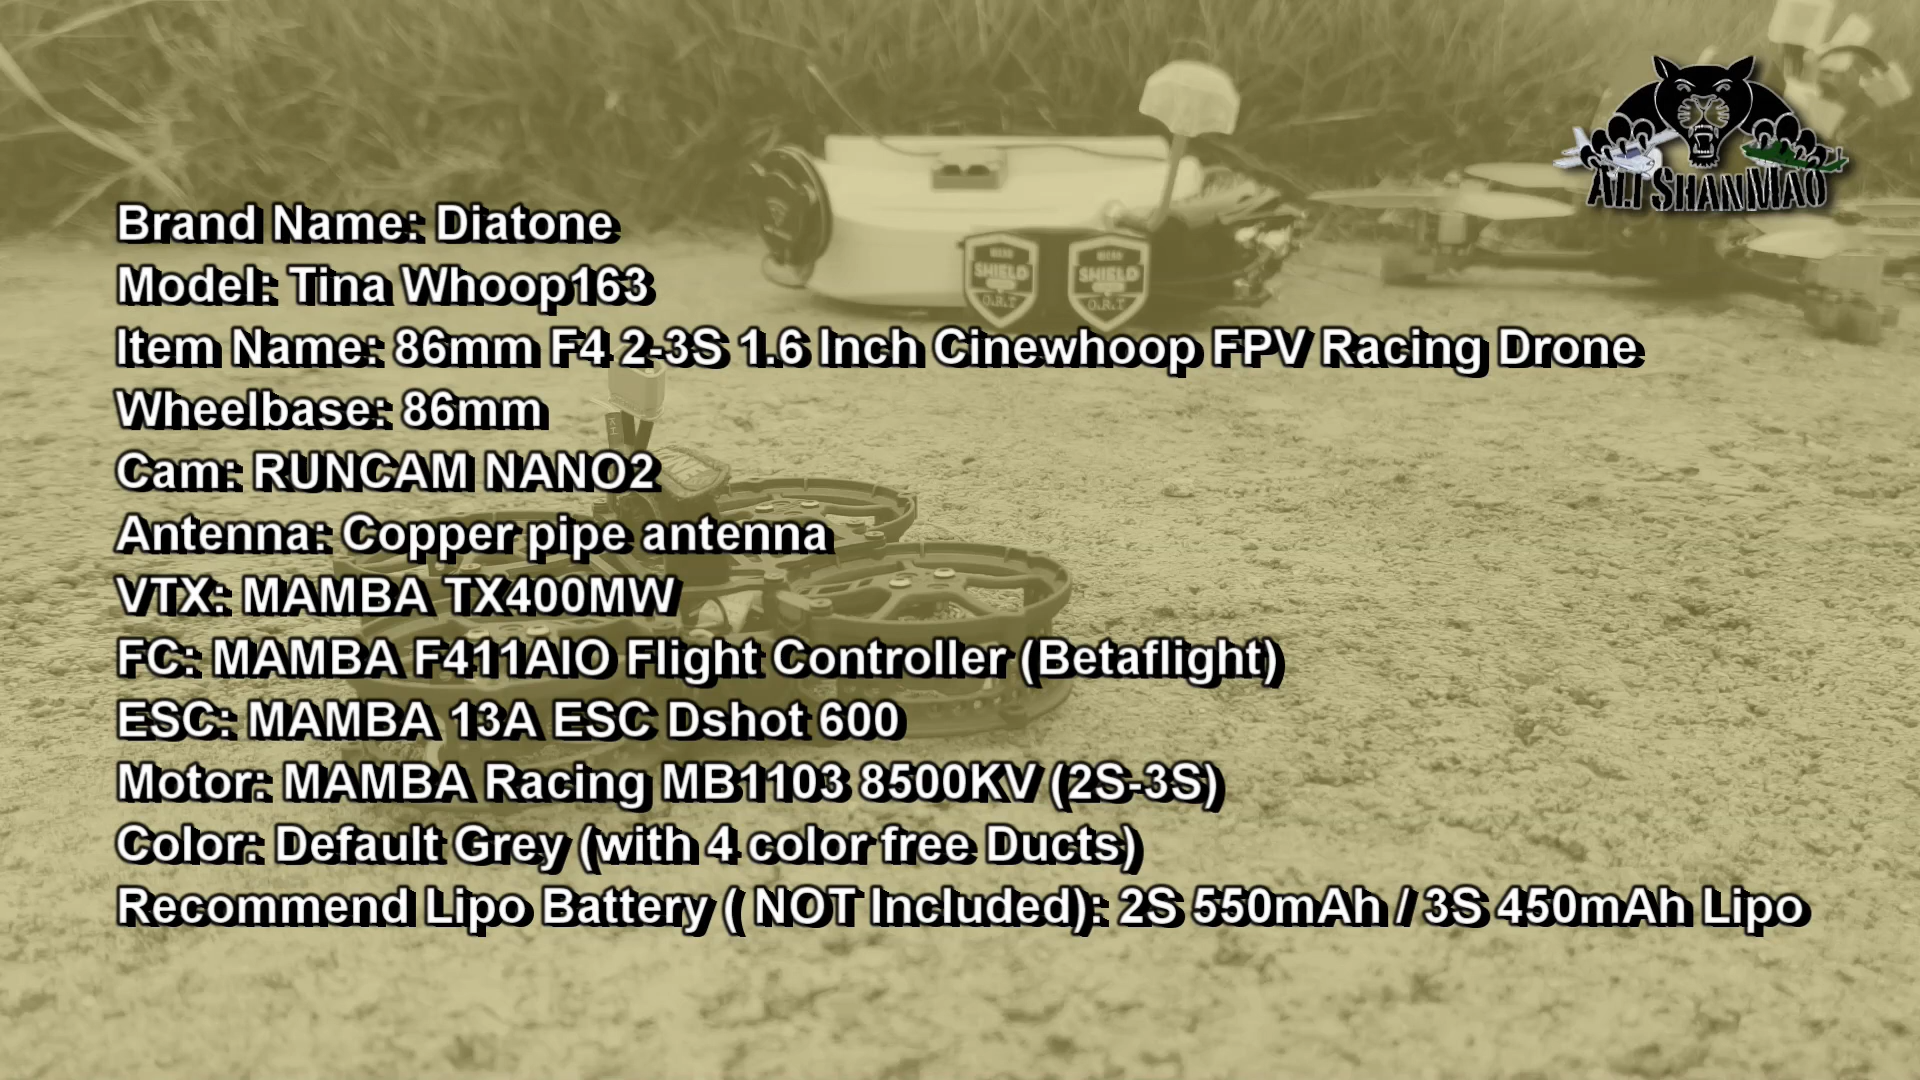 ALI SHANMAO
Brand Name: Diatone
Model: Tina Whoop163
Item Name: 86mm F4 2-3S 1.6 Inch Cinewhoop FPV Racing Drone
Wheelbase: 86mm
Cam: RUNCAM NANO2
Antenna: Copper pipe antenna
VTX: MAMBA TX400MW
FC: MAMBA F411AIO Flight Controller (Betaflight)
ESC: MAMBA 13A ESC Dshot 600
Motor: MAMBA Racing MB1103 8500KV (2S-3S)
Color: Default Grey (with 4 color free Ducts)
Recommend Lipo Battery ( NOT Included): 2S 550mAh / 3S 450mAh Lipo
SHIELD
O.R.T
SHIELD
O.R.T